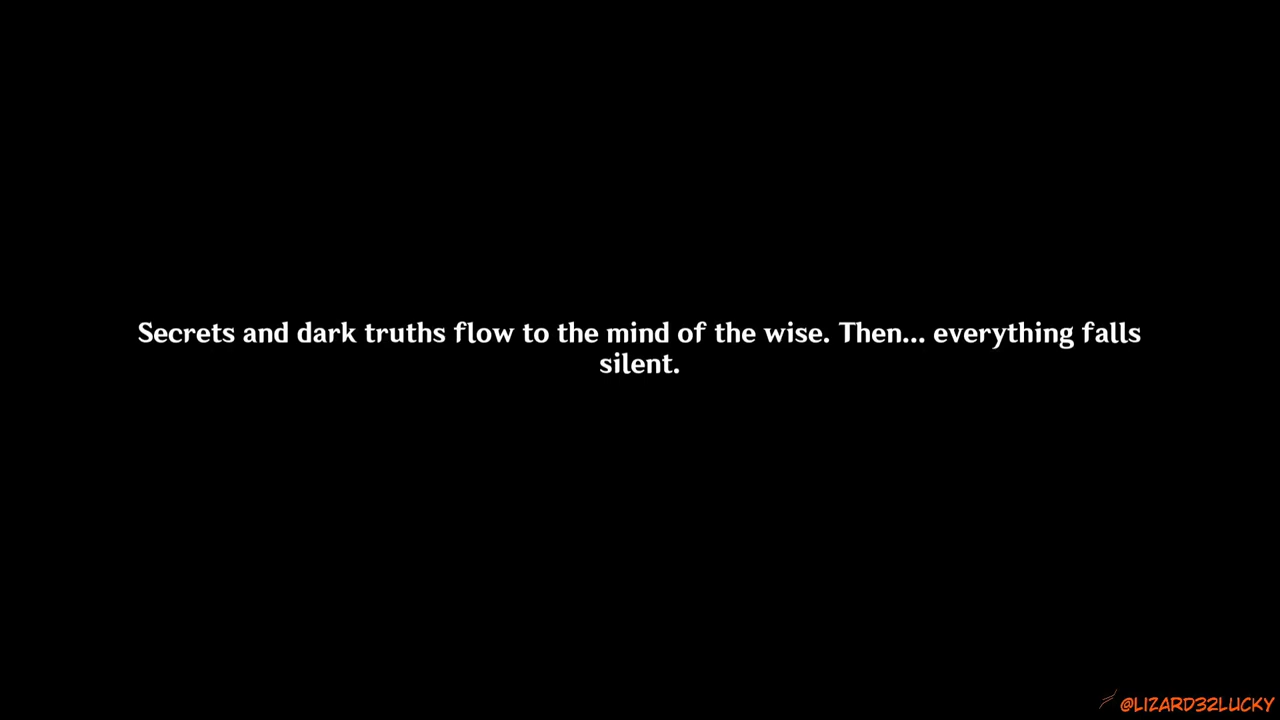 Secrets and dark truths flow to the mind of the wise. Then... everything falls
silent.
@LIZARD32LUCKY